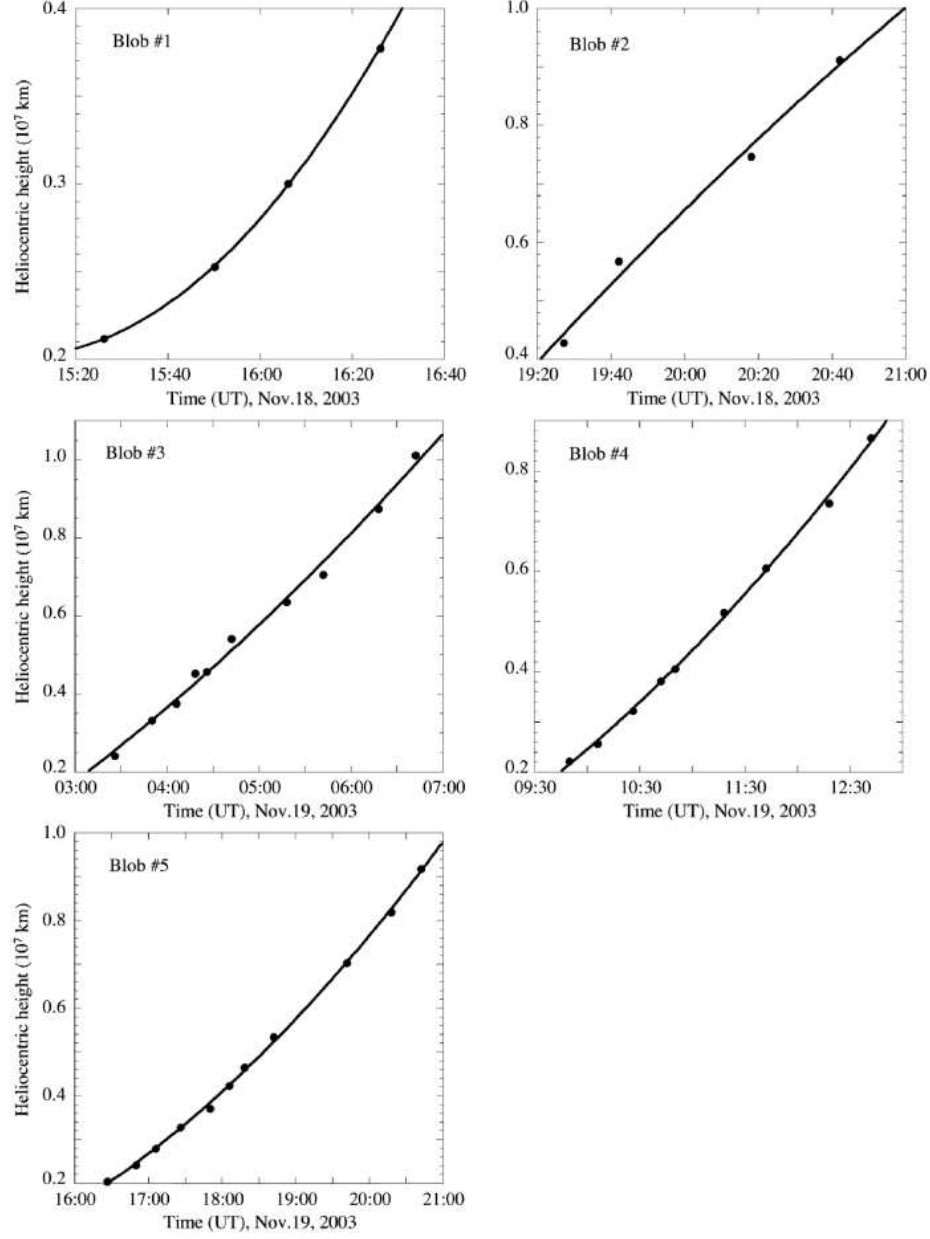 0.4
Blob #1
0.3
0.2
Heliocentric height (10⁷ km)
15:20 15:40 16:00 16:20 16:40
Time (UT), Nov.18, 2003
1.0
Blob #2
0.8
0.6
0.4
19:20 19:40 20:00 20:20 20:40 21:00
Time (UT), Nov.18, 2003
Blob #3
1.0
0.8
0.6
0.4
0.2
Heliocentric height (10⁷ km)
03:00 04:00 05:00 06:00 07:00
Time (UT), Nov.19, 2003
Blob #4
0.8
0.6
0.4
0.2
09:30 10:30 11:30 12:30
Time (UT), Nov.19, 2003
1.0
Blob #5
0.8
0.6
0.4
0.2
Heliocentric height (10⁷ km)
16:00 17:00 18:00 19:00 20:00 21:00
Time (UT), Nov.19, 2003